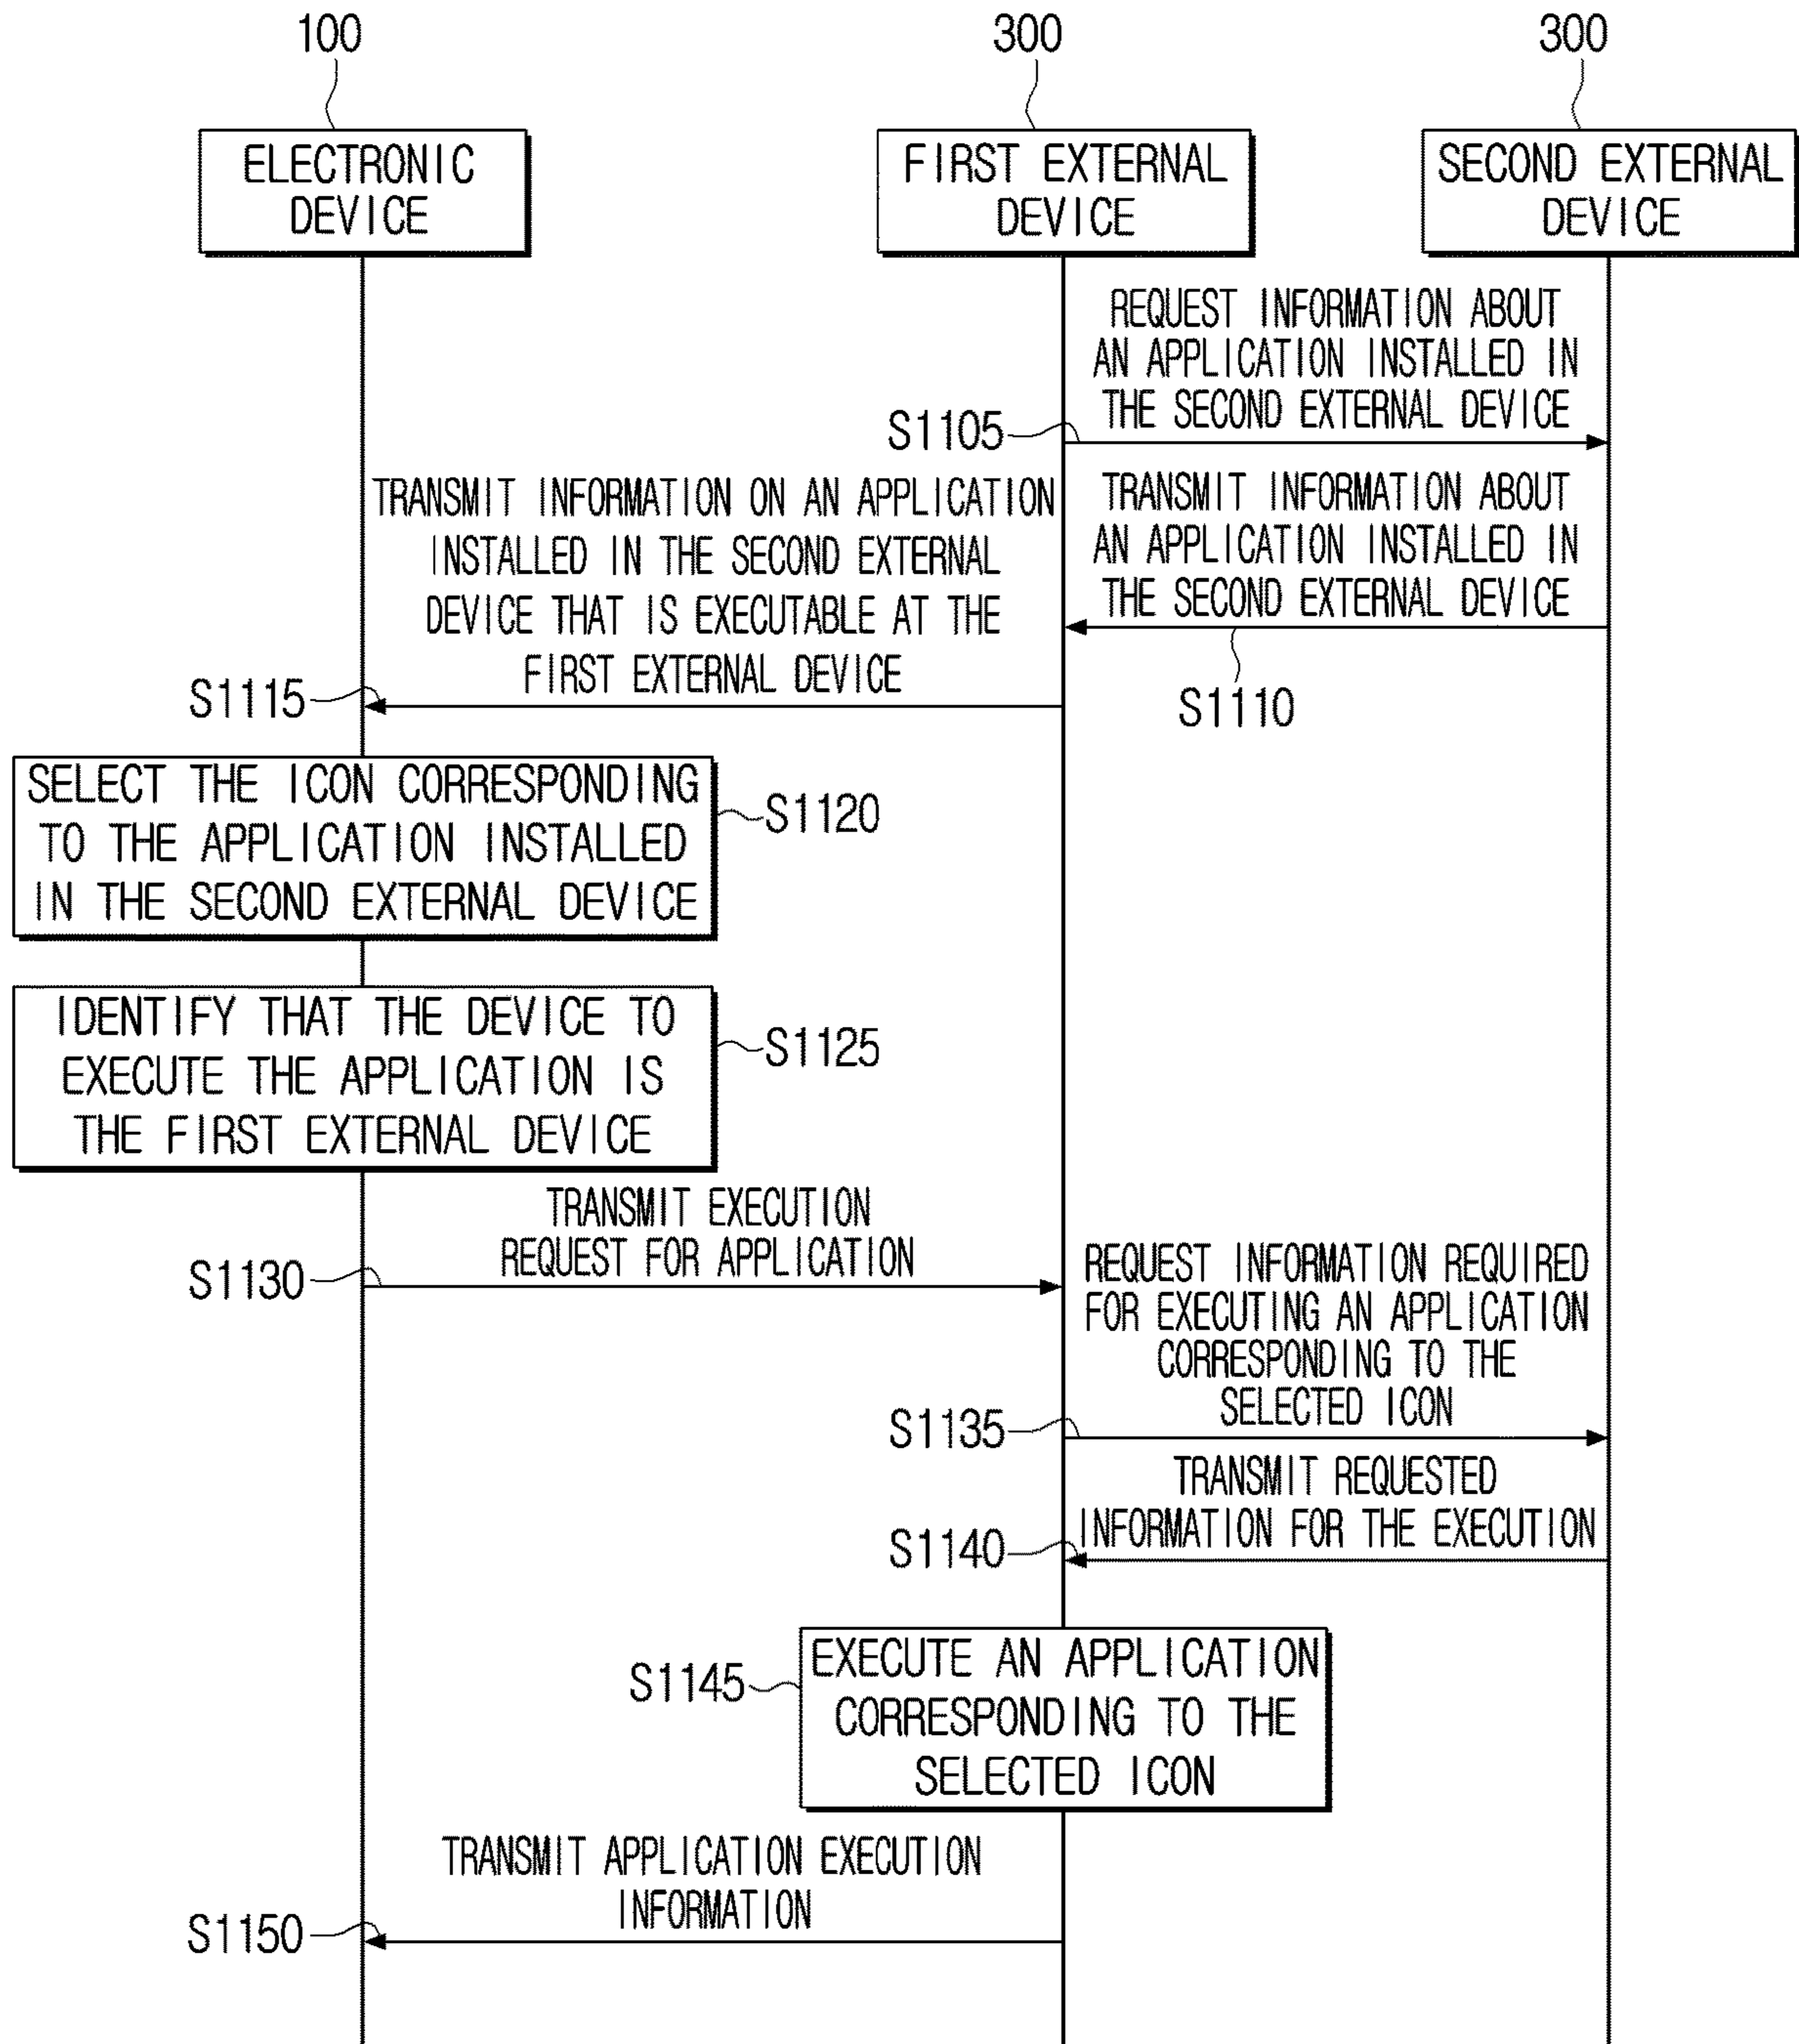 100
300
300
ELECTRONIC
DEVICE
FIRST EXTERNAL
DEVICE
SECOND EXTERNAL
DEVICE
REQUEST INFORMATION ABOUT
AN APPLICATION INSTALLED IN
THE SECOND EXTERNAL DEVICE
S1105
TRANSMIT INFORMATION ABOUT
AN APPLICATION INSTALLED IN
THE SECOND EXTERNAL DEVICE
S1110
TRANSMIT INFORMATION ON AN APPLICATION
INSTALLED IN THE SECOND EXTERNAL
DEVICE THAT IS EXECUTABLE AT THE
FIRST EXTERNAL DEVICE
S1115
SELECT THE ICON CORRESPONDING
TO THE APPLICATION INSTALLED
IN THE SECOND EXTERNAL DEVICE
S1120
IDENTIFY THAT THE DEVICE TO
EXECUTE THE APPLICATION IS
THE FIRST EXTERNAL DEVICE
S1125
TRANSMIT EXECUTION
REQUEST FOR APPLICATION
S1130
REQUEST INFORMATION REQUIRED
FOR EXECUTING AN APPLICATION
CORRESPONDING TO THE
SELECTED ICON
S1135
TRANSMIT REQUESTED
INFORMATION FOR THE EXECUTION
S1140
EXECUTE AN APPLICATION
CORRESPONDING TO THE
SELECTED ICON
S1145
TRANSMIT APPLICATION EXECUTION
INFORMATION
S1150